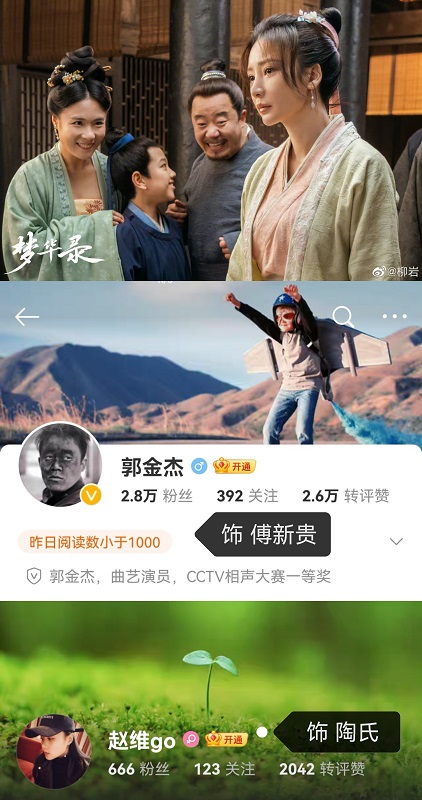 梦华录
@柳岩
郭金杰 开通
2.8万 粉丝 392 关注 2.6万 转评赞
昨日阅读数小于1000
饰 傅新贵
郭金杰，曲艺演员，CCTV相声大赛一等奖
赵维go 开通
饰 陶氏
666 粉丝 123 关注 2042 转评赞